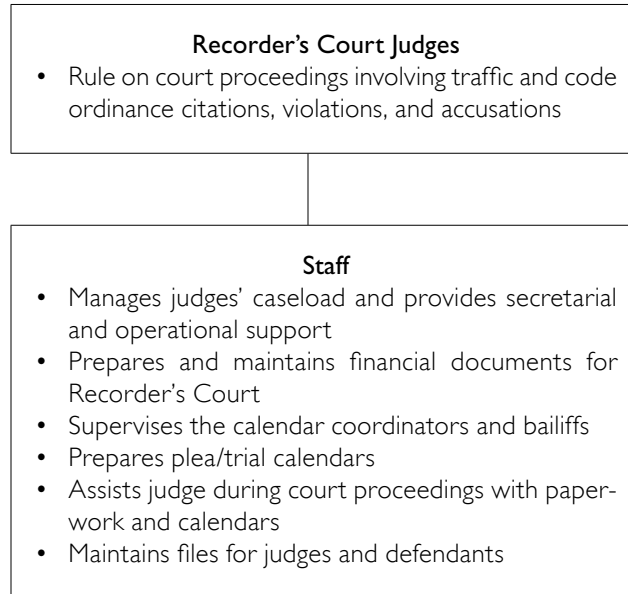 Recorder’s Court Judges
• Rule on court proceedings involving traffic and code
ordinance citations, violations, and accusations
Staff
• Manages judges’ caseload and provides secretarial
and operational support
• Prepares and maintains financial documents for
Recorder’s Court
• Supervises the calendar coordinators and bailiffs
• Prepares plea/trial calendars
• Assists judge during court proceedings with paper-
work and calendars
• Maintains files for judges and defendants